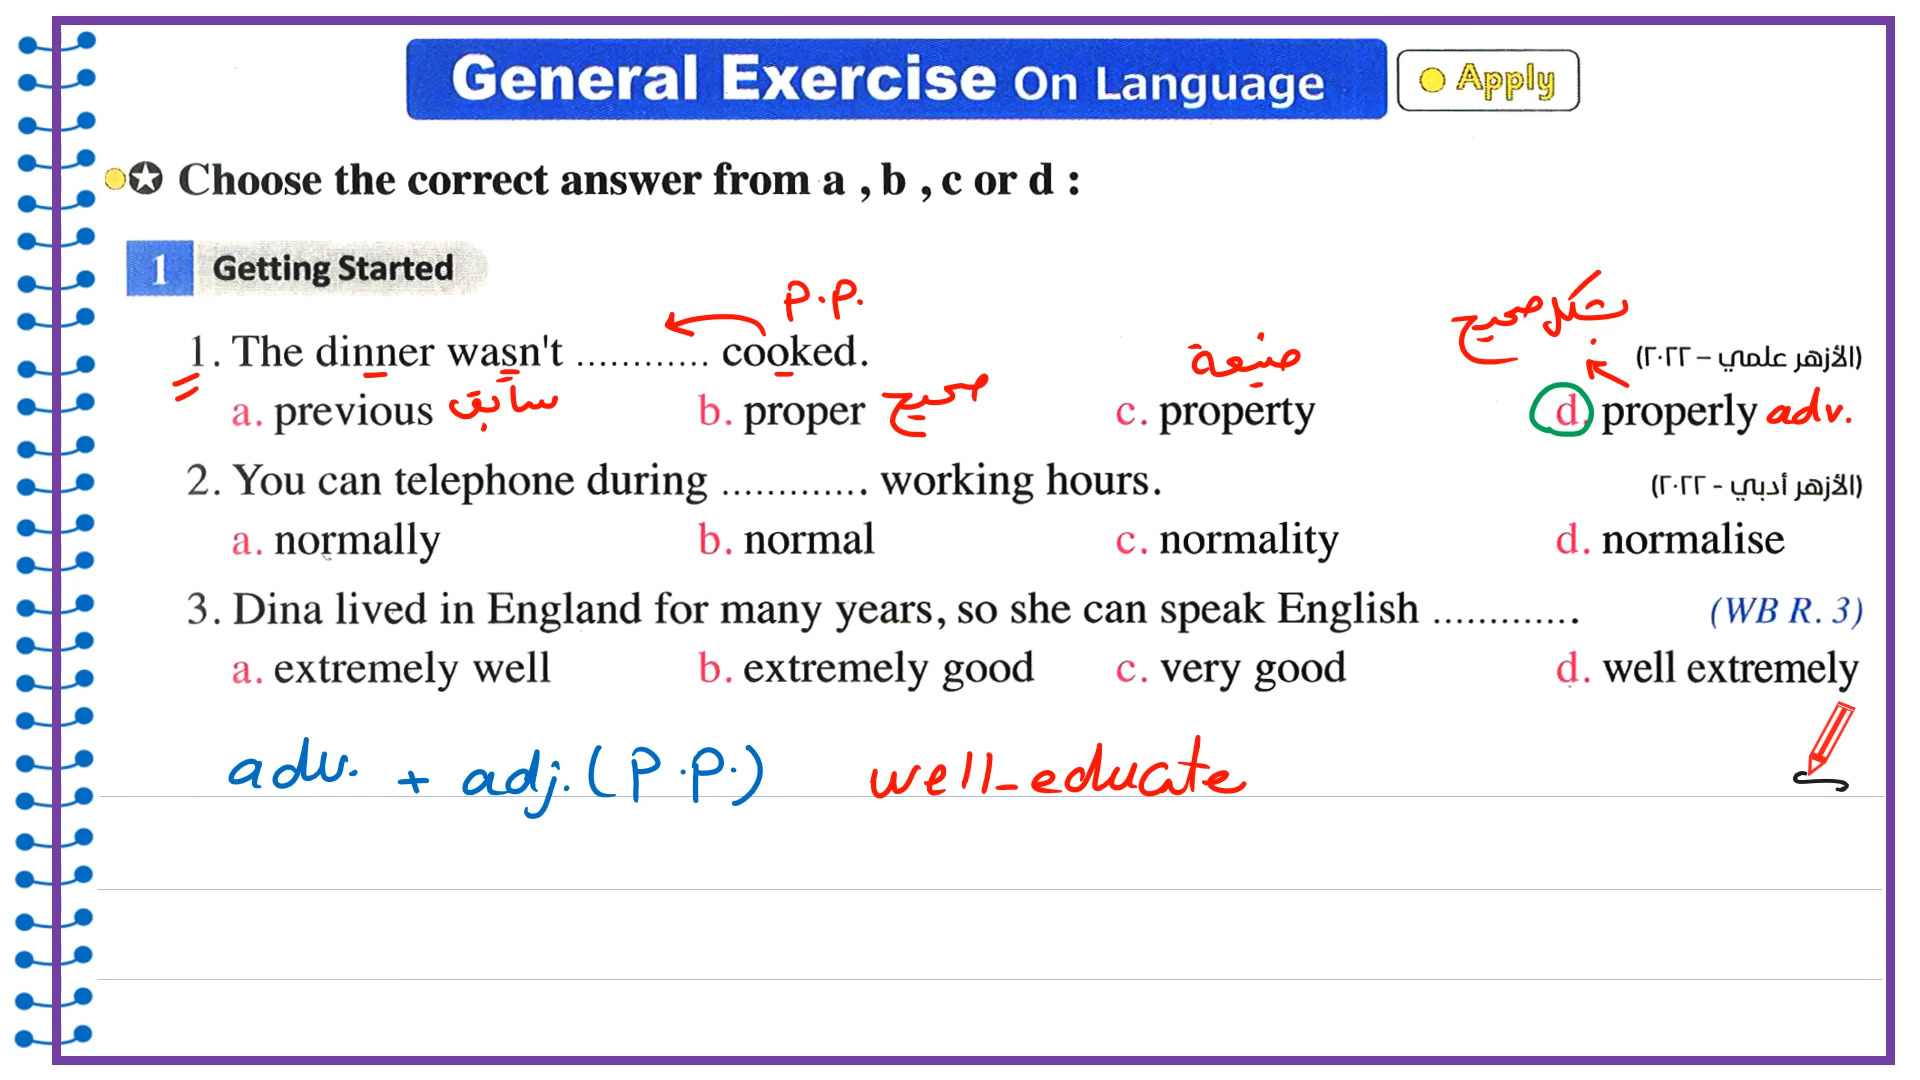 General Exercise On Language
Apply
Choose the correct answer from a , b , c or d :
1 Getting Started
p.p.
بشكل صحيح
1. The dinner wasn't ............ cooked. (الأزهر علمي – ٢٠٢٢)
ضيعة
a. previous سابق b. proper صحيح c. property d. properly adv.
2. You can telephone during ............. working hours. (الأزهر أدبي - ٢٠٢٢)
a. normally b. normal c. normality d. normalise
3. Dina lived in England for many years, so she can speak English ............. (WB R. 3)
a. extremely well b. extremely good c. very good d. well extremely
adv. + adj. (P.P.) well-educate